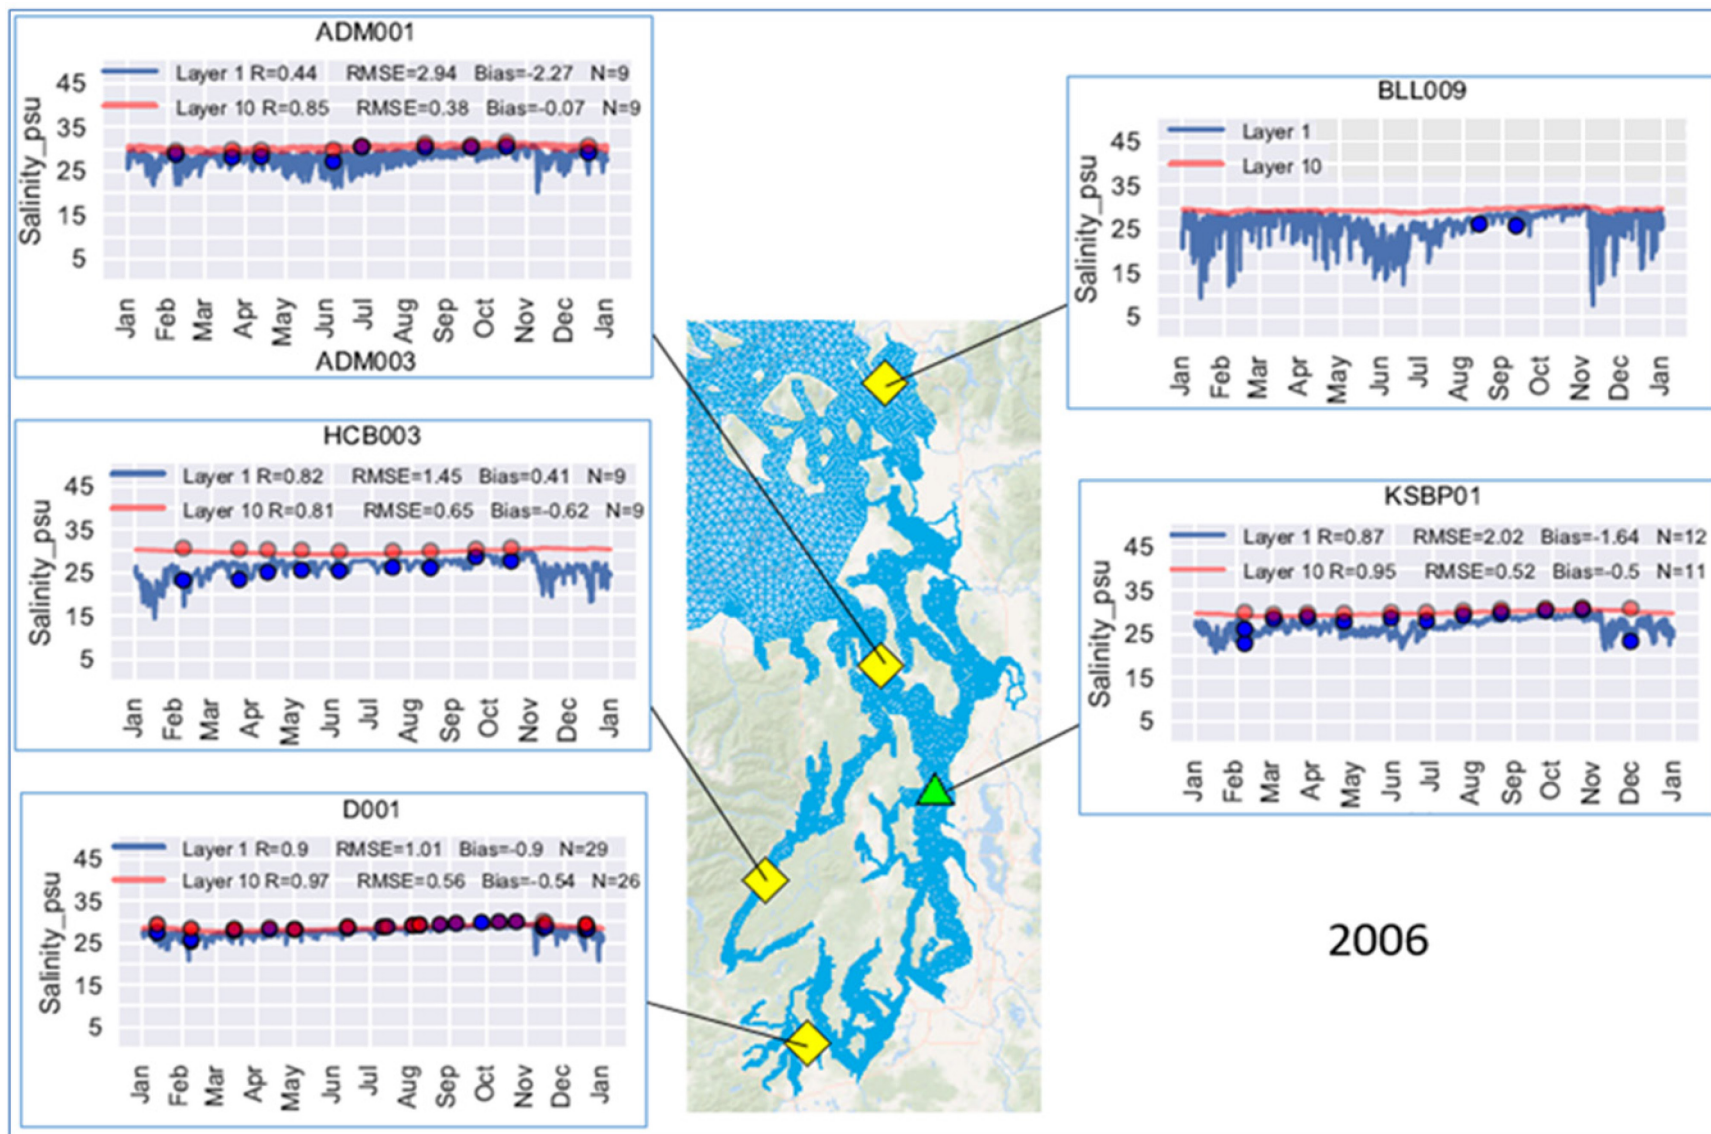 ADM001
Layer 1 R=0.44 RMSE=2.94 Bias=-2.27 N=9
Layer 10 R=0.85 RMSE=0.38 Bias=-0.07 N=9
Salinity_psu
45
35
25
15
5
Jan Feb Mar Apr May Jun Jul Aug Sep Oct Nov Dec Jan
ADM003
BLL009
Layer 1
Layer 10
Salinity_psu
45
35
25
15
5
Jan Feb Mar Apr May Jun Jul Aug Sep Oct Nov Dec Jan
HCB003
Layer 1 R=0.82 RMSE=1.45 Bias=0.41 N=9
Layer 10 R=0.81 RMSE=0.65 Bias=-0.62 N=9
Salinity_psu
45
35
25
15
5
Jan Feb Mar Apr May Jun Jul Aug Sep Oct Nov Dec Jan
KSBP01
Layer 1 R=0.87 RMSE=2.02 Bias=-1.64 N=12
Layer 10 R=0.95 RMSE=0.52 Bias=-0.5 N=11
Salinity_psu
45
35
25
15
5
Jan Feb Mar Apr May Jun Jul Aug Sep Oct Nov Dec Jan
D001
Layer 1 R=0.9 RMSE=1.01 Bias=-0.9 N=29
Layer 10 R=0.97 RMSE=0.56 Bias=-0.54 N=26
Salinity_psu
45
35
25
15
5
Jan Feb Mar Apr May Jun Jul Aug Sep Oct Nov Dec Jan
2006